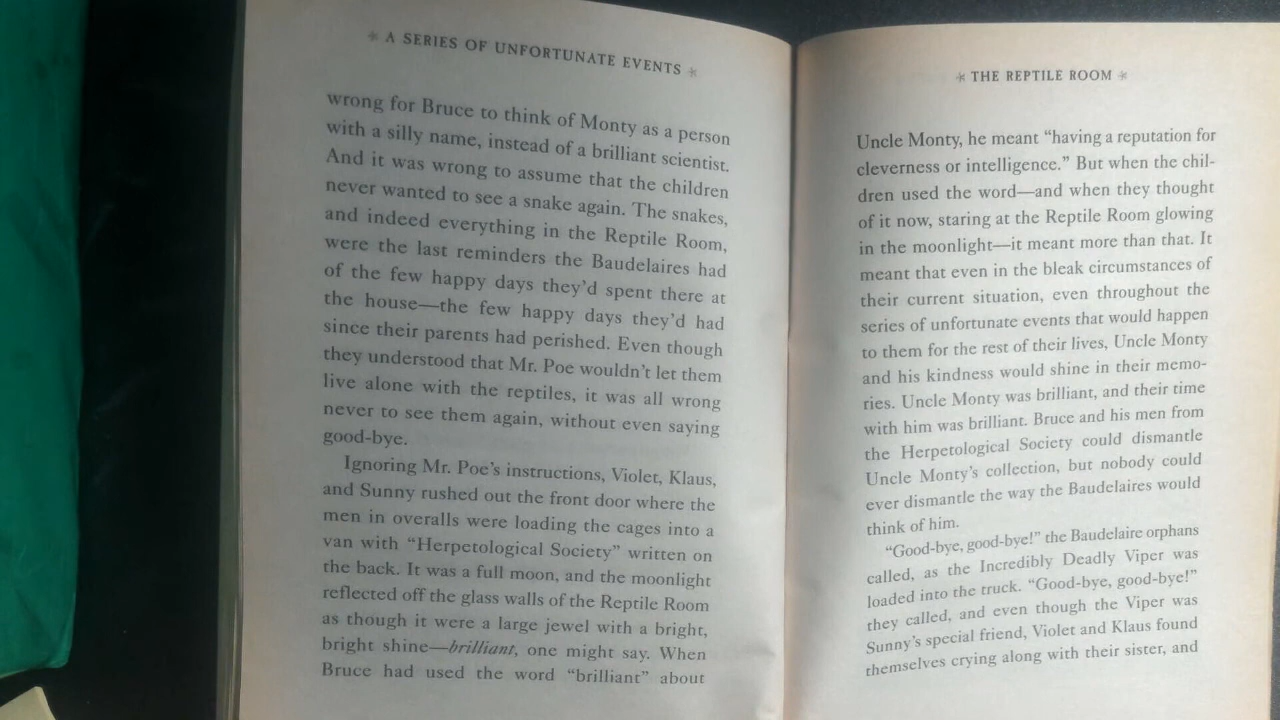 * A SERIES OF UNFORTUNATE EVENTS *
wrong for Bruce to think of Monty as a person
with a silly name, instead of a brilliant scientist.
And it was wrong to assume that the children
never wanted to see a snake again. The snakes,
and indeed everything in the Reptile Room,
were the last reminders the Baudelaires had
of the few happy days they’d spent there at
the house—the few happy days they’d had
since their parents had perished. Even though
they understood that Mr. Poe wouldn’t let them
live alone with the reptiles, it was all wrong
never to see them again, without even saying
good-bye.
Ignoring Mr. Poe’s instructions, Violet, Klaus,
and Sunny rushed out the front door where the
men in overalls were loading the cages into a
van with “Herpetological Society” written on
the back. It was a full moon, and the moonlight
reflected off the glass walls of the Reptile Room
as though it were a large jewel with a bright,
bright shine—brilliant, one might say. When
Bruce had used the word “brilliant” about
* THE REPTILE ROOM *
Uncle Monty, he meant “having a reputation for
cleverness or intelligence.” But when the chil-
dren used the word—and when they thought
of it now, staring at the Reptile Room glowing
in the moonlight—it meant more than that. It
meant that even in the bleak circumstances of
their current situation, even throughout the
series of unfortunate events that would happen
to them for the rest of their lives, Uncle Monty
and his kindness would shine in their memo-
ries. Uncle Monty was brilliant, and their time
with him was brilliant. Bruce and his men from
the Herpetological Society could dismantle
Uncle Monty’s collection, but nobody could
ever dismantle the way the Baudelaires would
think of him.
“Good-bye, good-bye!” the Baudelaire orphans
called, as the Incredibly Deadly Viper was
loaded into the truck. “Good-bye, good-bye!”
they called, and even though the Viper was
Sunny’s special friend, Violet and Klaus found
themselves crying along with their sister, and